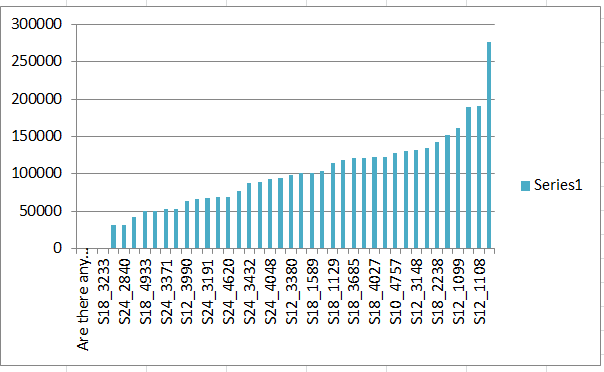 300000
250000
200000
150000
100000
50000
0
Series1
Are there any...
S18_3233
S24_2840
S18_4933
S24_3371
S12_3990
S24_3191
S24_4620
S24_3432
S24_4048
S12_3380
S18_1589
S18_1129
S18_3685
S18_4027
S10_4757
S12_3148
S18_2238
S12_1099
S12_1108